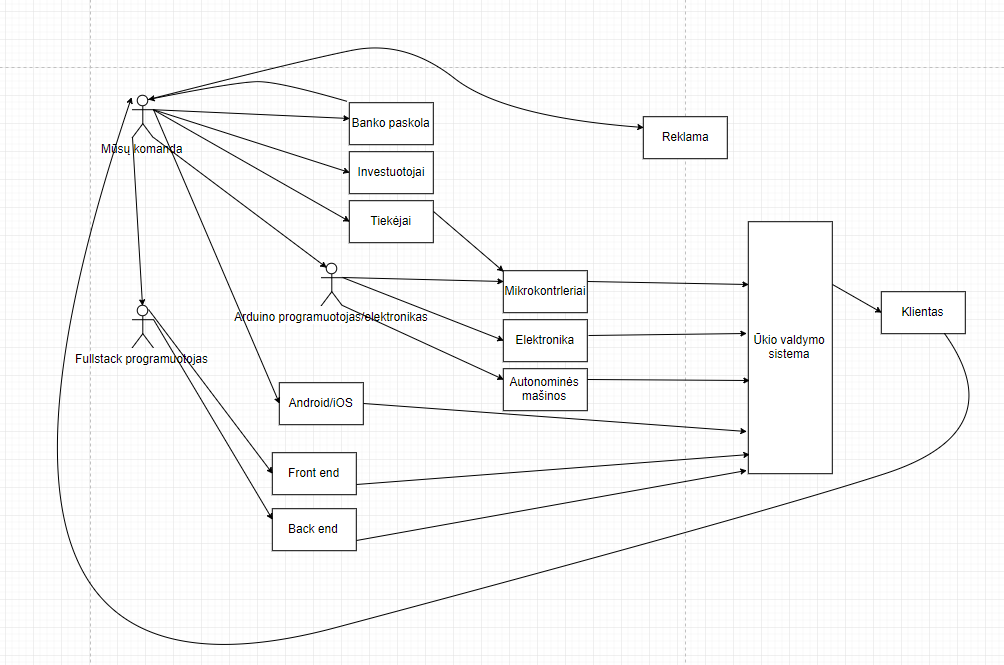 Banko paskola
Reklama
Mūsų komanda
Investuotojai
Tiekėjai
Mikrokontrleriai
Arduino programuotojas/elektronikas
Klientas
Elektronika
Ūkio valdymo
sistema
Fullstack programuotojas
Autonominės
mašinos
Android/iOS
Front end
Back end